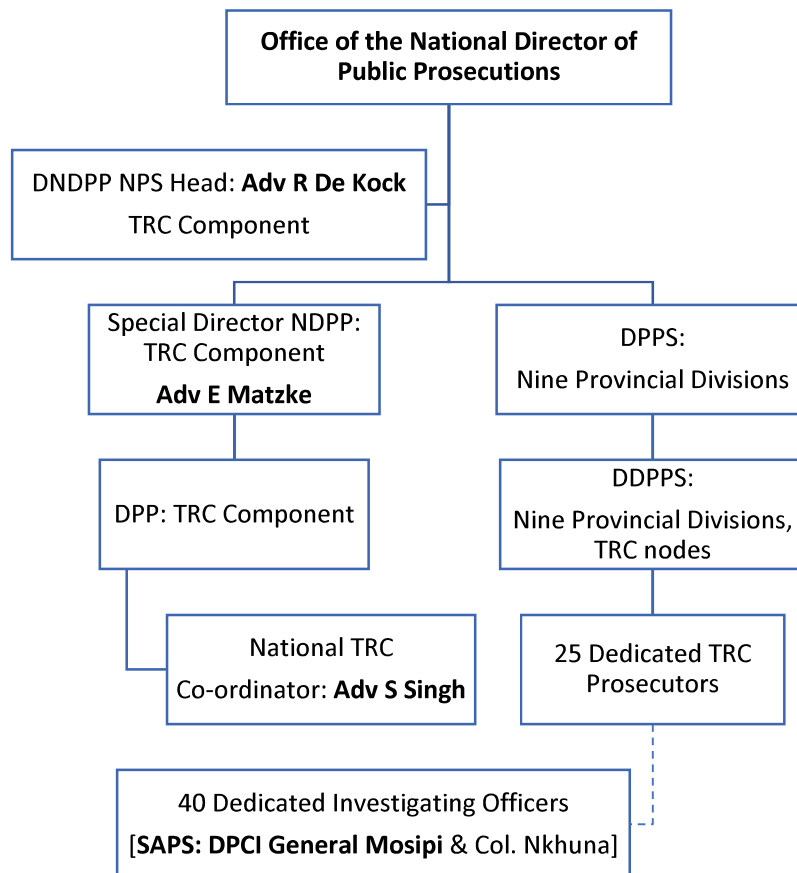 Office of the National Director of
Public Prosecutions
DNDPP NPS Head: Adv R De Kock
TRC Component
Special Director NDPP:
TRC Component
Adv E Matzke
DPPS:
Nine Provincial Divisions
DPP: TRC Component
DDPPS:
Nine Provincial Divisions,
TRC nodes
National TRC
Co-ordinator: Adv S Singh
25 Dedicated TRC
Prosecutors
40 Dedicated Investigating Officers
[SAPS: DPCI General Mosipi & Col. Nkhuna]